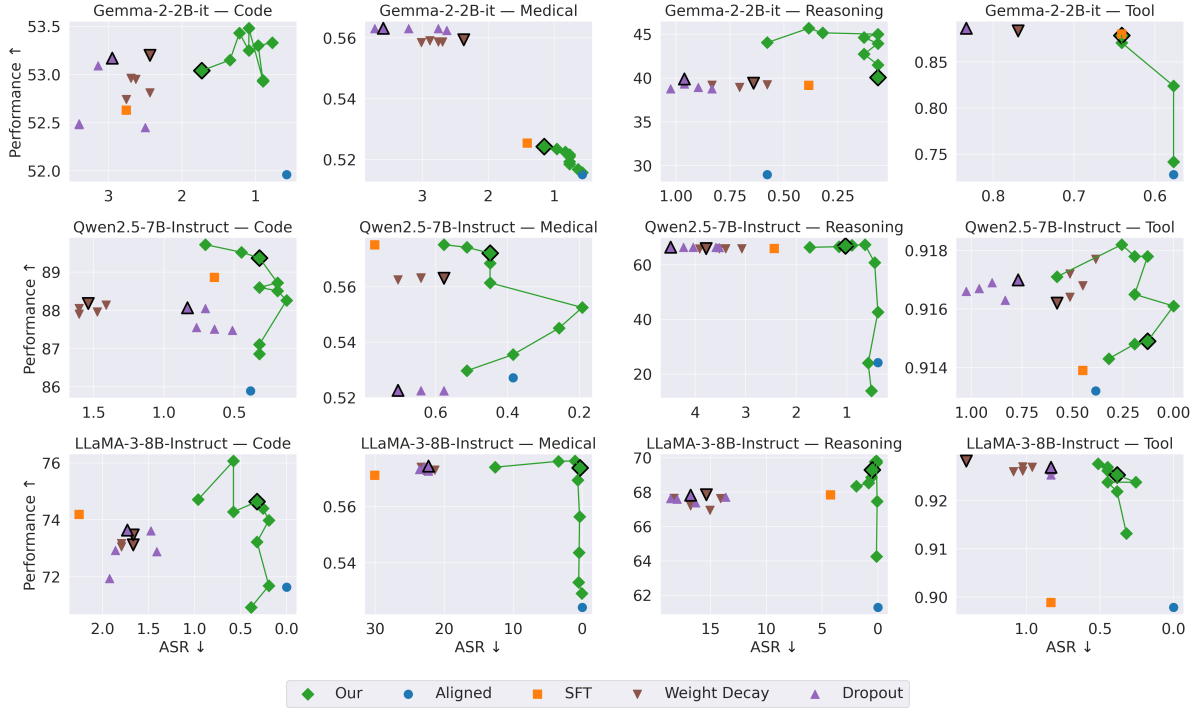 Gemma-2-2B-it — Code
Gemma-2-2B-it — Medical
Gemma-2-2B-it — Reasoning
Gemma-2-2B-it — Tool
Performance ↑
53.5
53.0
52.5
52.0
3 2 1
0.56
0.54
0.52
3 2 1
45
40
35
30
1.00 0.75 0.50 0.25
0.85
0.80
0.75
0.8 0.7 0.6
Qwen2.5-7B-Instruct — Code
Qwen2.5-7B-Instruct — Medical
Qwen2.5-7B-Instruct — Reasoning
Qwen2.5-7B-Instruct — Tool
Performance ↑
89
88
87
86
1.5 1.0 0.5
0.56
0.54
0.52
0.6 0.4 0.2
60
40
20
4 3 2 1
0.918
0.916
0.914
1.00 0.75 0.50 0.25 0.00
LLaMA-3-8B-Instruct — Code
LLaMA-3-8B-Instruct — Medical
LLaMA-3-8B-Instruct — Reasoning
LLaMA-3-8B-Instruct — Tool
Performance ↑
76
74
72
2.0 1.5 1.0 0.5 0.0
ASR ↓
0.56
0.54
30 20 10 0
ASR ↓
70
68
66
64
62
15 10 5 0
ASR ↓
0.92
0.91
0.90
1.0 0.5 0.0
ASR ↓
Our Aligned SFT Weight Decay Dropout